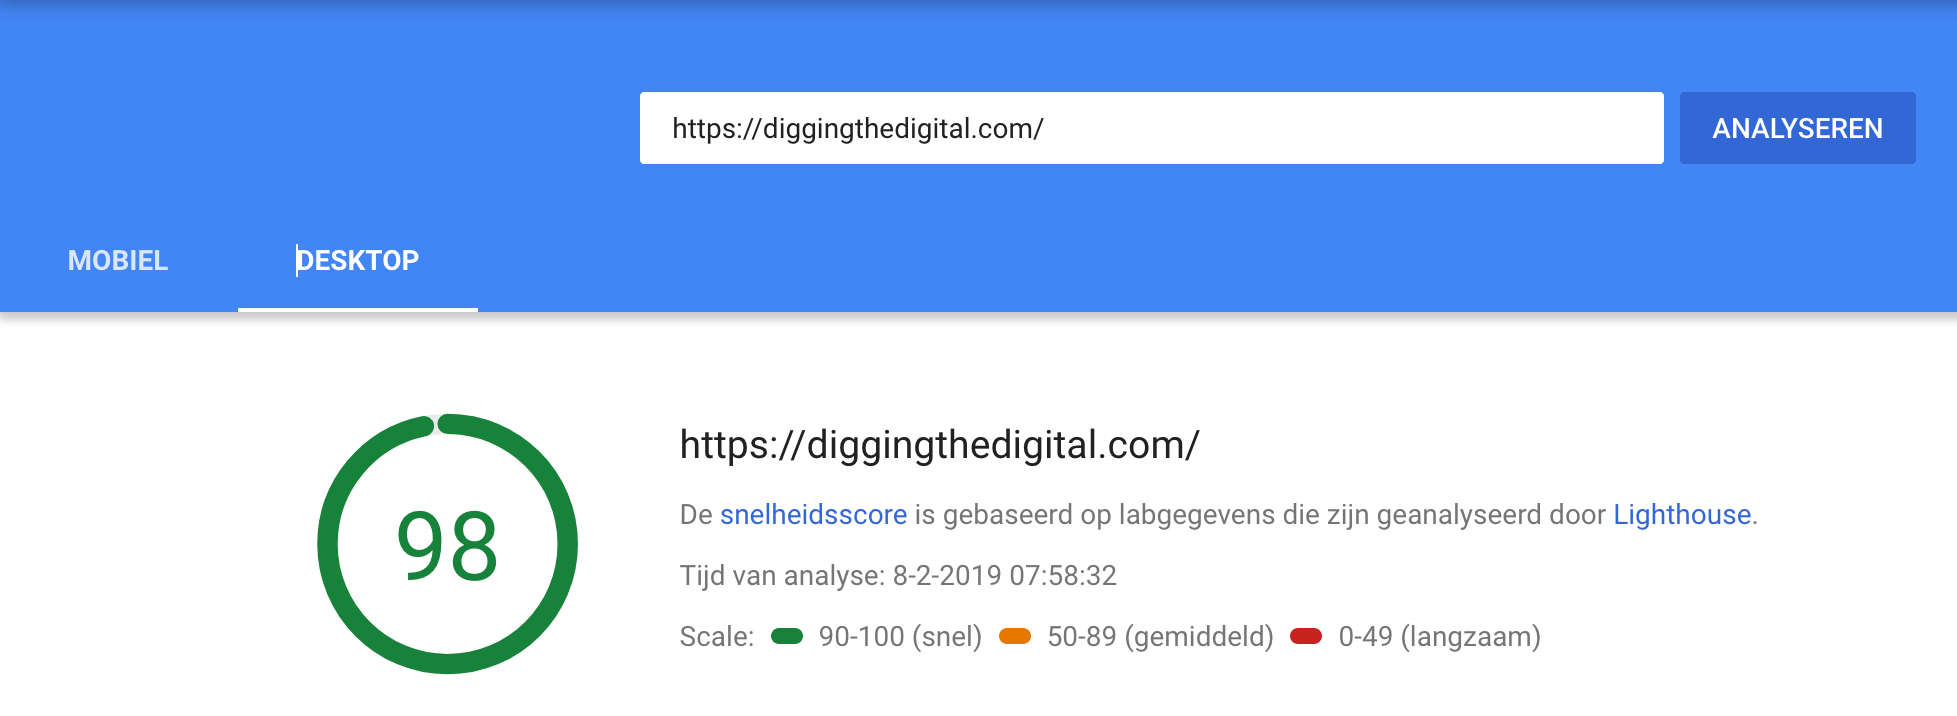 https://diggingthedigital.com/
ANALYSEREN
MOBIEL
DESKTOP
98
https://diggingthedigital.com/
De snelheidsscore is gebaseerd op labgegevens die zijn geanalyseerd door Lighthouse.
Tijd van analyse: 8-2-2019 07:58:32
Scale: 90-100 (snel) 50-89 (gemiddeld) 0-49 (langzaam)